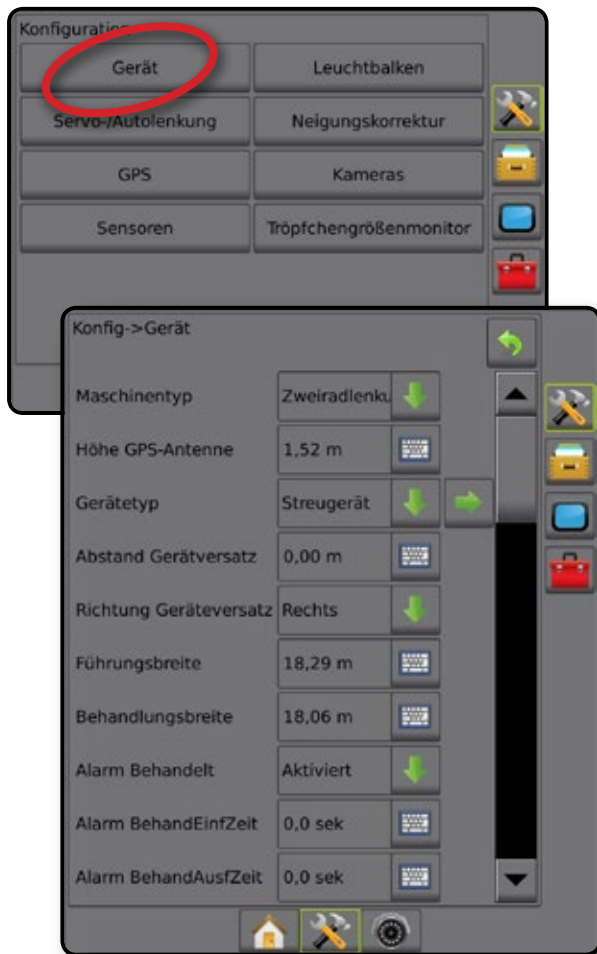 Konfiguration
Gerät
Leuchtbalken
Servo-/Autolenkung
Neigungskorrektur
GPS
Kameras
Sensoren
Tröpfchengrößenmonitor
Konfig->Gerät
Maschinentyp Zweiradlenku
Höhe GPS-Antenne 1,52 m
Gerätetyp Streugerät
Abstand Gerätversatz 0,00 m
Richtung Geräteversatz Rechts
Führungsbreite 18,29 m
Behandlungsbreite 18,06 m
Alarm Behandelt Aktiviert
Alarm BehandEinfZeit 0,0 sek
Alarm BehandAusfZeit 0,0 sek